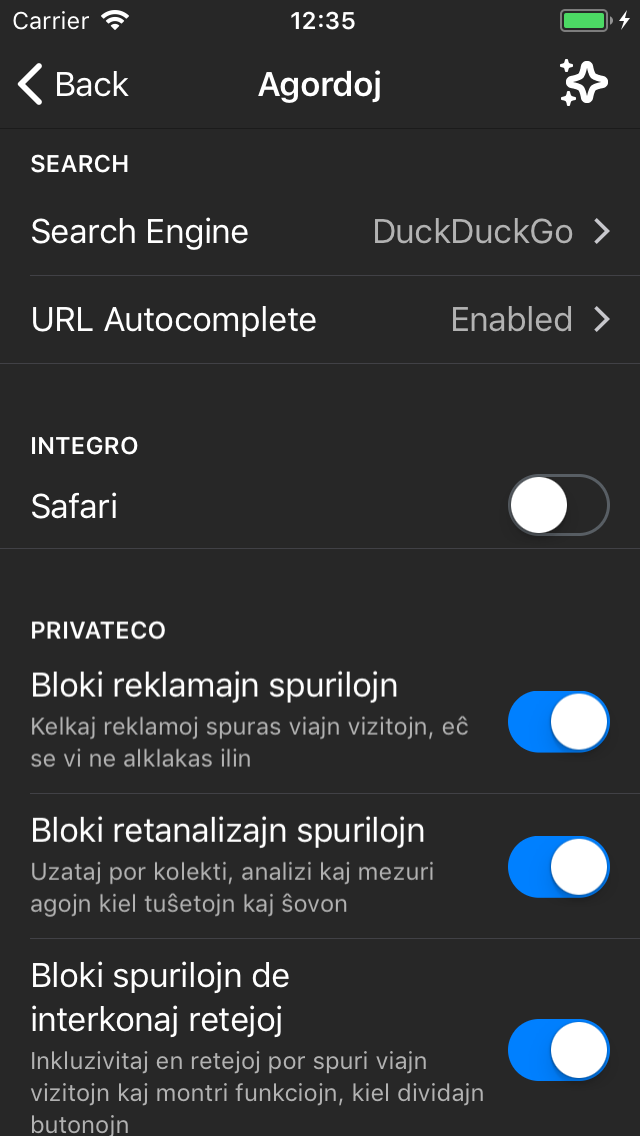 Carrier 12:35
Back Agordoj
SEARCH
Search Engine DuckDuckGo
URL Autocomplete Enabled
INTEGRO
Safari
PRIVATECO
Bloki reklamajn spurilojn
Kelkaj reklamoj spuras viajn vizitojn, eĉ
se vi ne alklakas ilin
Bloki retanalizajn spurilojn
Uzataj por kolekti, analizi kaj mezuri
agojn kiel tuŝetojn kaj ŝovon
Bloki spurilojn de
interkonaj retejoj
Inkluzivitaj en retejoj por spuri viajn
vizitojn kaj montri funkciojn, kiel dividajn
butonojn